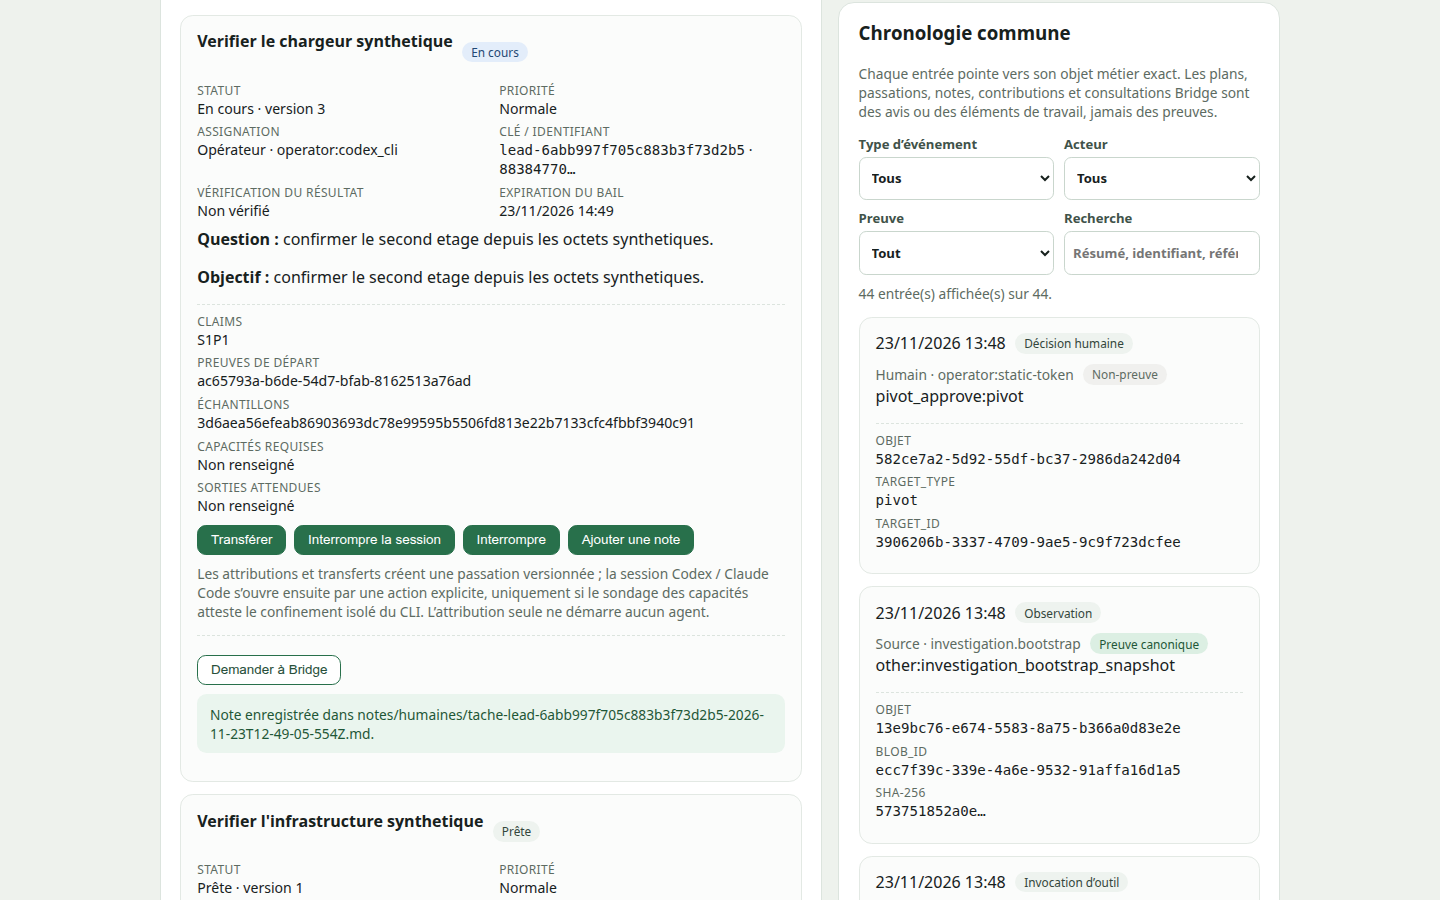 Verifier le chargeur synthetique
En cours
STATUT
En cours · version 3
PRIORITÉ
Normale
ASSIGNATION
Opérateur · operator:codex_cli
CLÉ / IDENTIFIANT
lead-6abb997f705c883b3f73d2b5 ·
88384770…
VÉRIFICATION DU RÉSULTAT
Non vérifié
EXPIRATION DU BAIL
23/11/2026 14:49
Question : confirmer le second etage depuis les octets synthetiques.
Objectif : confirmer le second etage depuis les octets synthetiques.
CLAIMS
S1P1
PREUVES DE DÉPART
ac65793a-b6de-54d7-bfab-8162513a76ad
ÉCHANTILLONS
3d6aea56efeab86903693dc78e99595b5506fd813e22b7133cfc4fbbf3940c91
CAPACITÉS REQUISES
Non renseigné
SORTIES ATTENDUES
Non renseigné
Transférer
Interrompre la session
Interrompre
Ajouter une note
Les attributions et transferts créent une passation versionnée ; la session Codex / Claude
Code s’ouvre ensuite par une action explicite, uniquement si le sondage des capacités
atteste le confinement isolé du CLI. L’attribution seule ne démarre aucun agent.
Demander à Bridge
Note enregistrée dans notes/humaines/tache-lead-6abb997f705c883b3f73d2b5-2026-
11-23T12-49-05-554Z.md.
Verifier l'infrastructure synthetique
Prête
STATUT
Prête · version 1
PRIORITÉ
Normale
Chronologie commune
Chaque entrée pointe vers son objet métier exact. Les plans,
passations, notes, contributions et consultations Bridge sont
des avis ou des éléments de travail, jamais des preuves.
Type d’événement
Tous
Acteur
Tous
Preuve
Tout
Recherche
Résumé, identifiant, référ
44 entrée(s) affichée(s) sur 44.
23/11/2026 13:48
Décision humaine
Humain · operator:static-token
Non-preuve
pivot_approve:pivot
OBJET
582ce7a2-5d92-55df-bc37-2986da242d04
TARGET_TYPE
pivot
TARGET_ID
3906206b-3337-4709-9ae5-9c9f723dcfee
23/11/2026 13:48
Observation
Source · investigation.bootstrap
Preuve canonique
other:investigation_bootstrap_snapshot
OBJET
13e9bc76-e674-5583-8a75-b366a0d83e2e
BLOB_ID
ecc7f39c-339e-4a6e-9532-91affa16d1a5
SHA-256
573751852a0e…
23/11/2026 13:48
Invocation d’outil